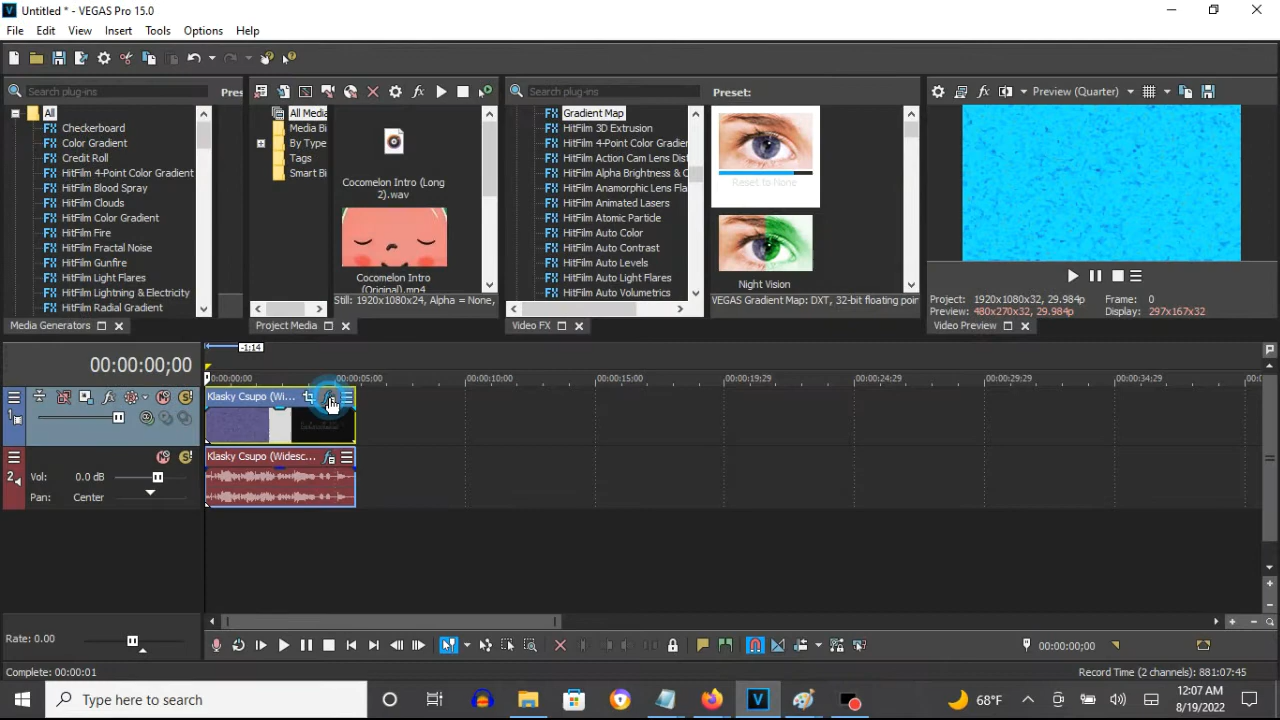 Untitled * - VEGAS Pro 15.0
File Edit View Insert Tools Options Help
Search plug-ins
Pres
Search plug-ins
Preset:
Preview (Quarter)
All
Checkerboard
Color Gradient
Credit Roll
HitFilm 4-Point Color Gradient
HitFilm Blood Spray
HitFilm Clouds
HitFilm Color Gradient
HitFilm Fire
HitFilm Fractal Noise
HitFilm Gunfire
HitFilm Light Flares
HitFilm Lightning & Electricity
HitFilm Radial Gradient
All Media
Media Bi
By Type
Tags
Smart Bi
Cocomelon Intro (Long
2).wav
Cocomelon Intro
(Original).mp4
Still: 1920x1080x24, Alpha = None,
Gradient Map
HitFilm 3D Extrusion
HitFilm 4-Point Color Gradier
HitFilm Action Cam Lens Dist
HitFilm Alpha Brightness & C
HitFilm Anamorphic Lens Fla
HitFilm Animated Lasers
HitFilm Atomic Particle
HitFilm Auto Color
HitFilm Auto Contrast
HitFilm Auto Levels
HitFilm Auto Light Flares
HitFilm Auto Volumetrics
Reset to None
Night Vision
VEGAS Gradient Map: DXT, 32-bit floating poin
Project: 1920x1080x32, 29.984p
Frame: 0
Preview: 480x270x32, 29.984p
Display: 297x167x32
Media Generators
Project Media
Video FX
Video Preview
00:00:00;00
-1:14
0:00:00;00
00:00:05;00
00:00:10;00
00:00:15;00
00:00:19;29
00:00:24;29
00:00:29;29
00:00:34;29
00:0
1
Klasky Csupo (Wi...
2
Vol: 0.0 dB
Pan: Center
Klasky Csupo (Widesc...
Rate: 0.00
00:00:00;00
Complete: 00:00:01
Record Time (2 channels): 881:07:45
Type here to search
68°F
12:07 AM
8/19/2022